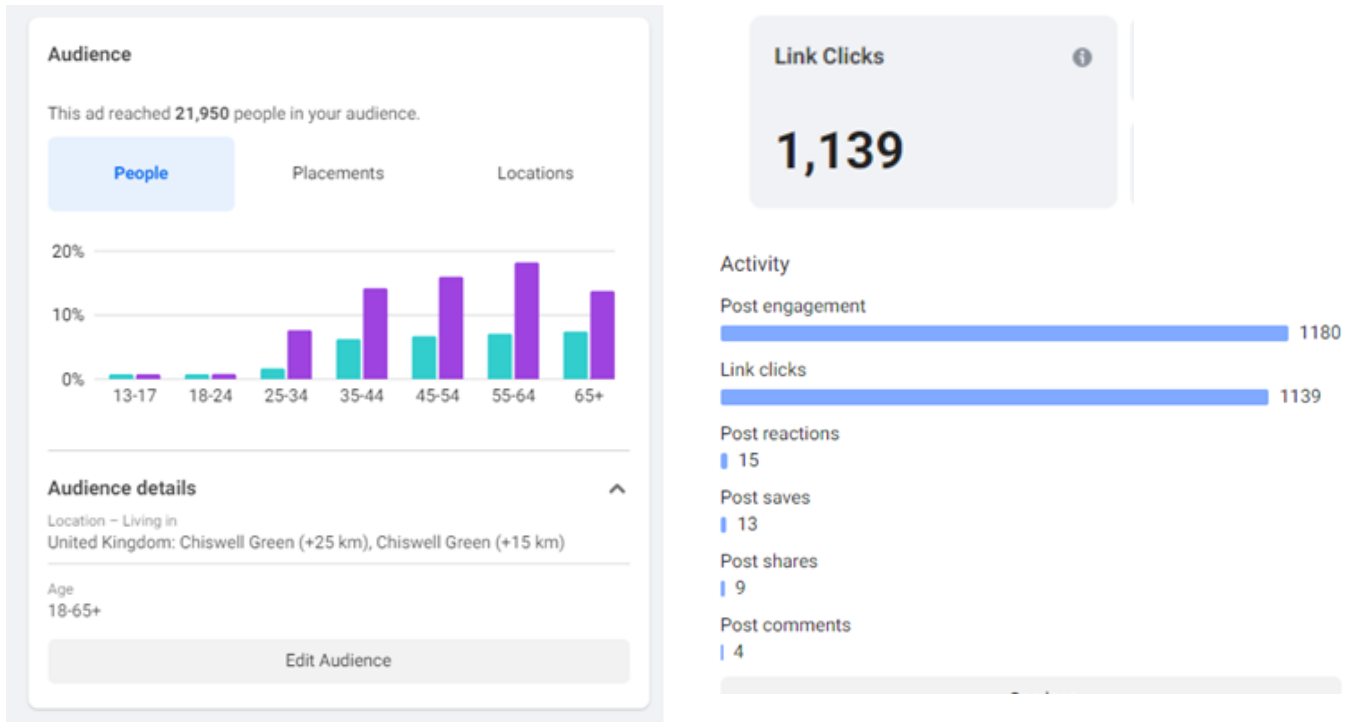 Audience
This ad reached 21,950 people in your audience.
People Placements Locations
20%
10%
0%
13-17 18-24 25-34 35-44 45-54 55-64 65+
Audience details
Location – Living in
United Kingdom: Chiswell Green (+25 km), Chiswell Green (+15 km)
Age
18-65+
Edit Audience
Link Clicks
1,139
Activity
Post engagement
1180
Link clicks
1139
Post reactions
15
Post saves
13
Post shares
9
Post comments
4